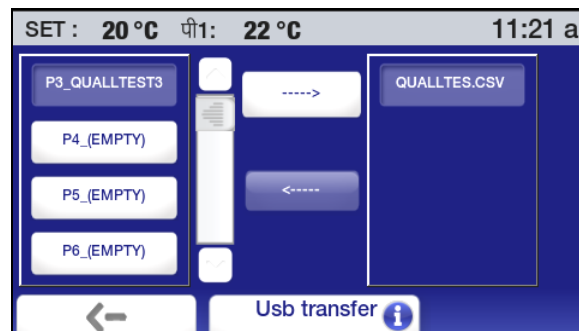 SET : 20 °C पी1: 22 °C 11:21 a
P3_QUALLTEST3
P4_(EMPTY)
P5_(EMPTY)
P6_(EMPTY)
----->
<-----
QUALLTES.CSV
Usb transfer